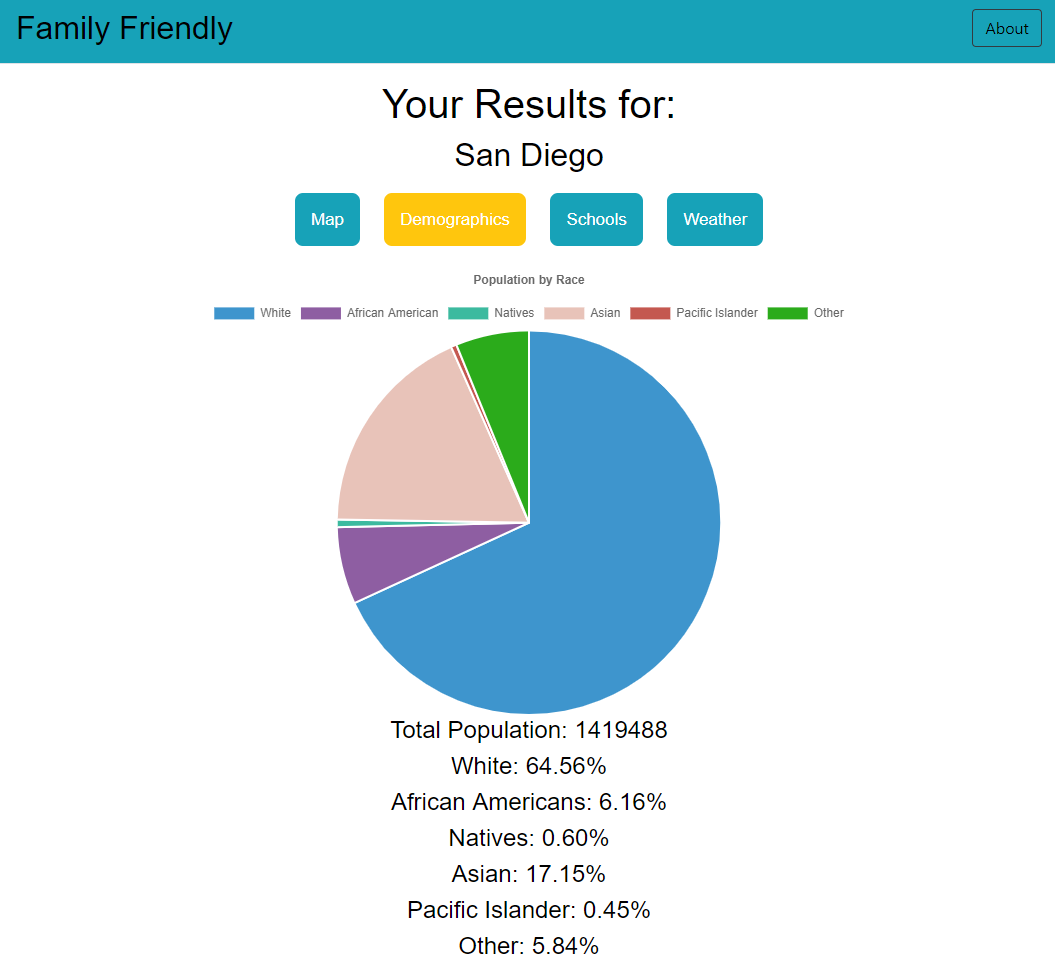 Family Friendly
About
Your Results for:
San Diego
Map Demographics Schools Weather
Population by Race
White African American Natives Asian Pacific Islander Other
Total Population: 1419488
White: 64.56%
African Americans: 6.16%
Natives: 0.60%
Asian: 17.15%
Pacific Islander: 0.45%
Other: 5.84%